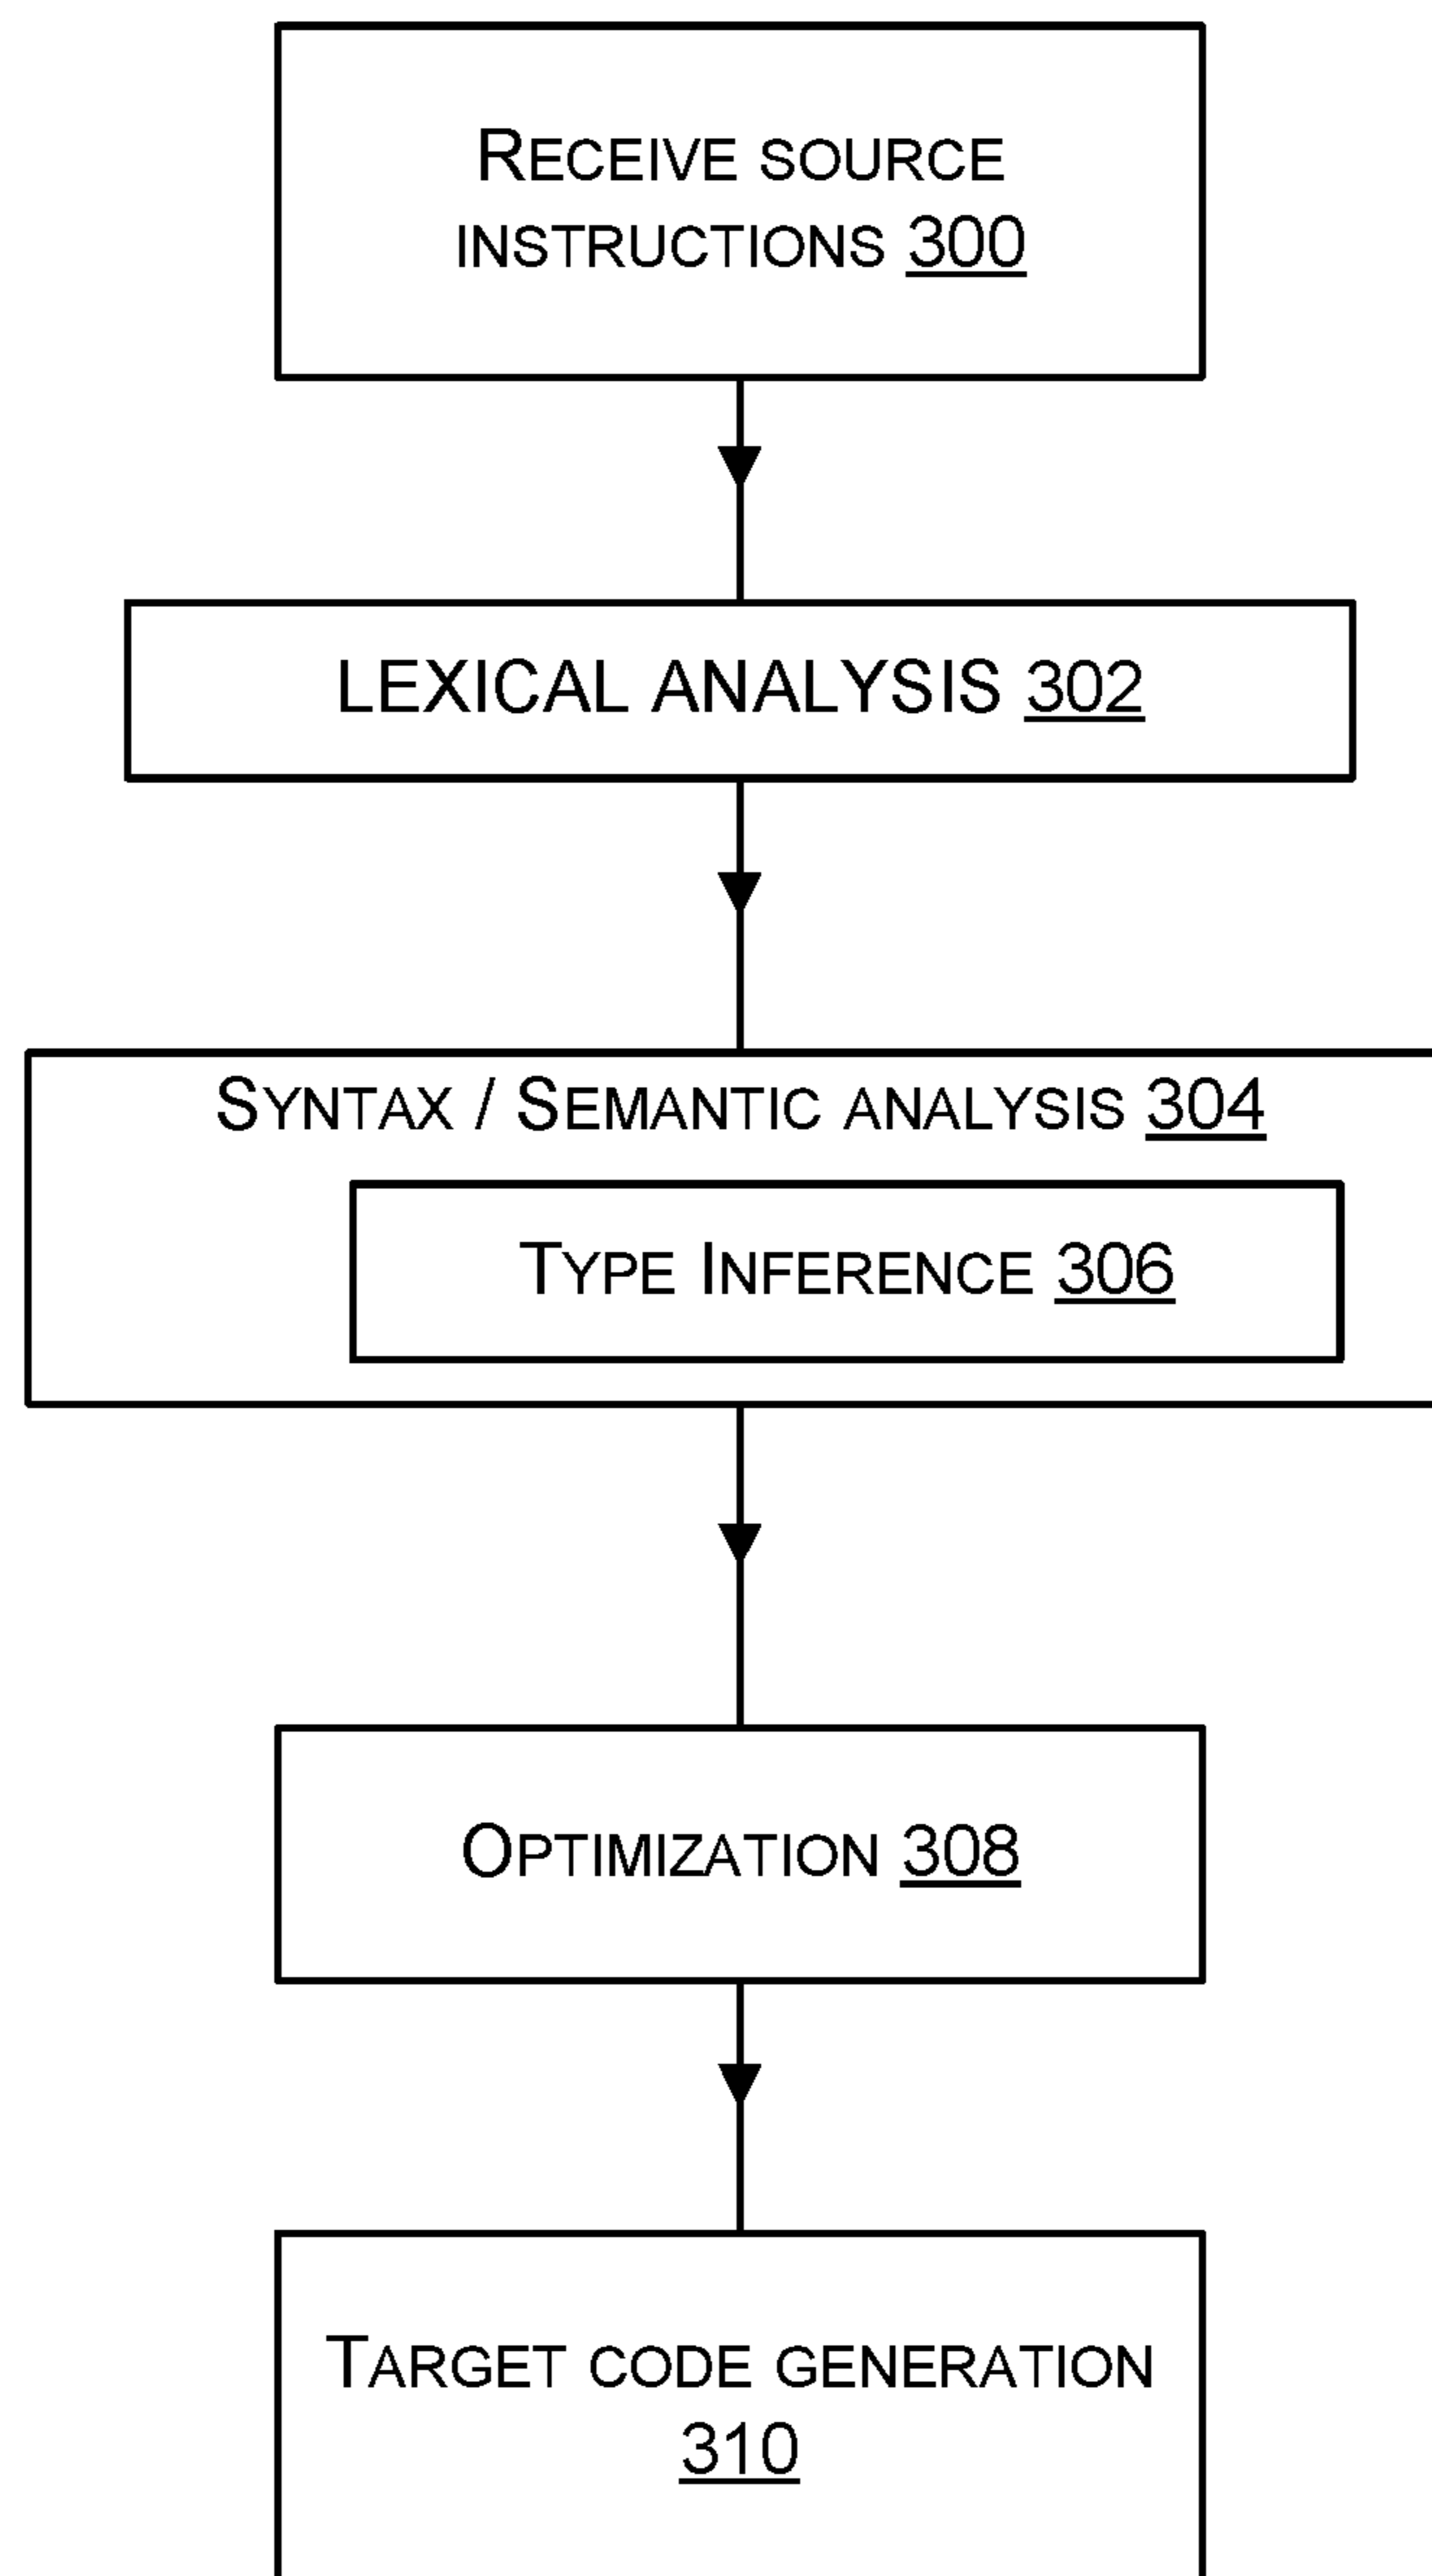 RECEIVE SOURCE
INSTRUCTIONS 300
LEXICAL ANALYSIS 302
SYNTAX / SEMANTIC ANALYSIS 304
TYPE INFERENCE 306
OPTIMIZATION 308
TARGET CODE GENERATION
310